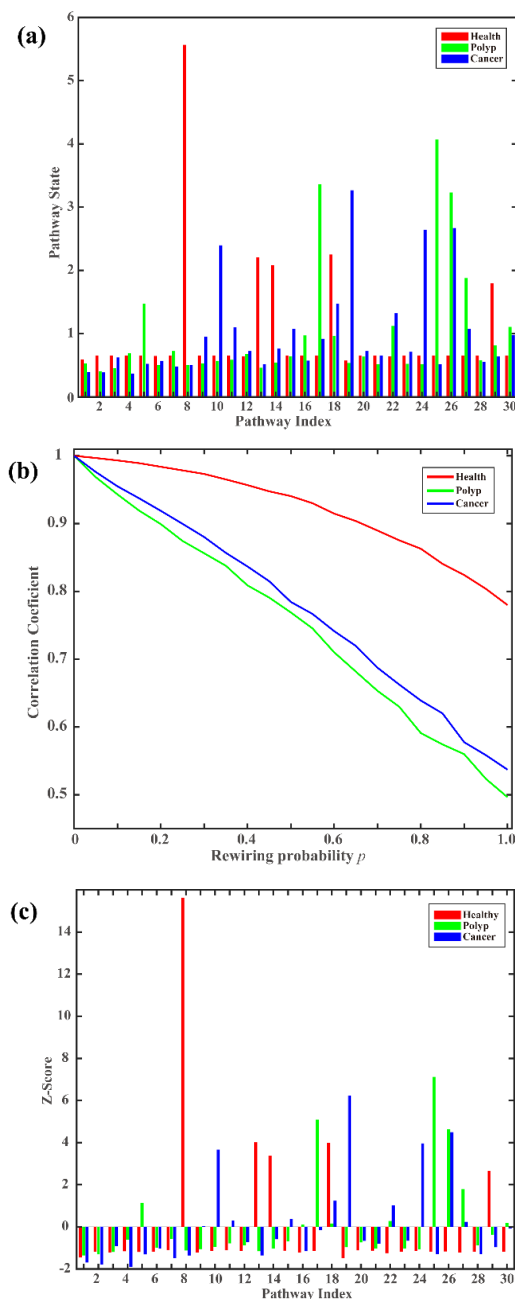 (a)
6
5
4
3
2
1
0
Pathway State
Health
Polyp
Cancer
2 4 6 8 10 12 14 16 18 20 22 24 26 28 30
Pathway Index
(b)
1
0.9
0.8
0.7
0.6
0.5
Correlation Coeficient
Health
Polyp
Cancer
0 0.2 0.4 0.6 0.8 1.0
Rewiring probability p
(c)
14
12
10
8
6
4
2
0
-2
Z-Score
Healthy
Polyp
Cancer
2 4 6 8 10 12 14 16 18 20 22 24 26 28 30
Pathway Index